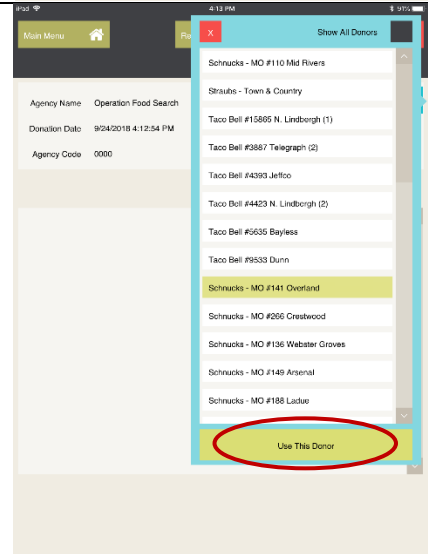 iPad 4:13 PM 91%
Main Menu Re X Show All Donors
Schnucks - MO #110 Mid Rivers
Straubs - Town & Country
Agency Name Operation Food Search
Taco Bell #15865 N. Lindbergh (1)
Donation Date 9/24/2018 4:12:54 PM
Taco Bell #3887 Telegraph (2)
Agency Code 0000
Taco Bell #4393 Jeffco
Taco Bell #4423 N. Lindbergh (2)
Taco Bell #5635 Bayless
Taco Bell #9533 Dunn
Schnucks - MO #141 Overland
Schnucks - MO #266 Crestwood
Schnucks - MO #136 Webster Groves
Schnucks - MO #149 Arsenal
Schnucks - MO #188 Ladue
Use This Donor